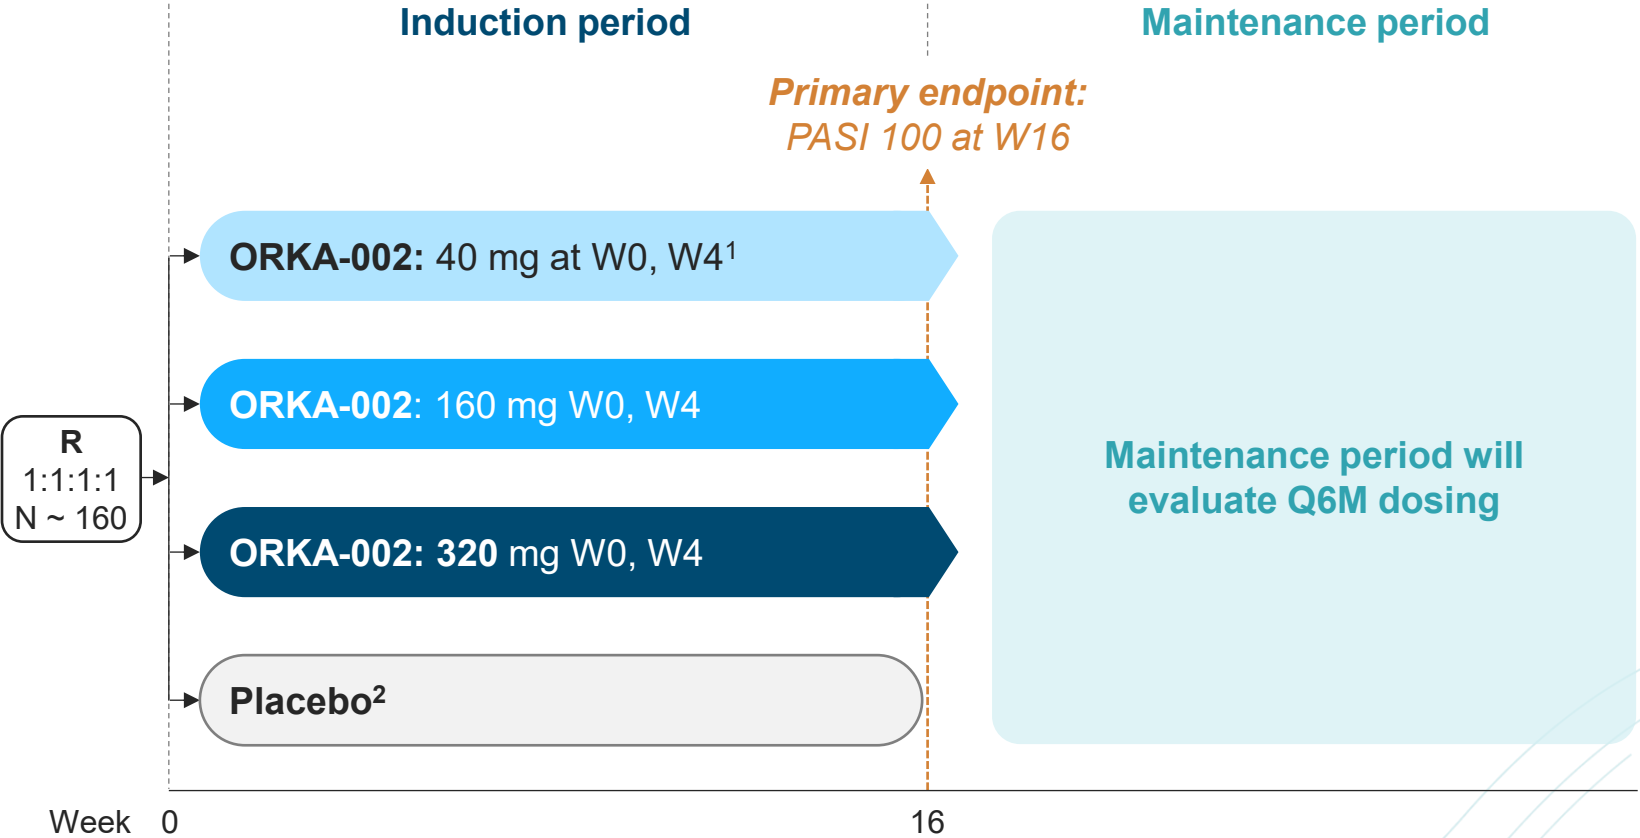 Induction period
Maintenance period
Primary endpoint:
PASI 100 at W16
ORKA-002: 40 mg at W0, W4¹
ORKA-002: 160 mg W0, W4
R
1:1:1:1
N ~ 160
Maintenance period will
evaluate Q6M dosing
ORKA-002: 320 mg W0, W4
Placebo²
Week 0 16